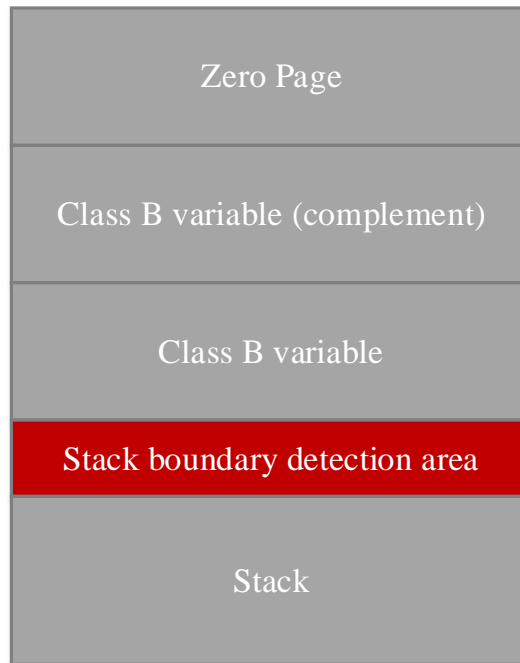 Zero Page
Class B variable (complement)
Class B variable
Stack boundary detection area
Stack